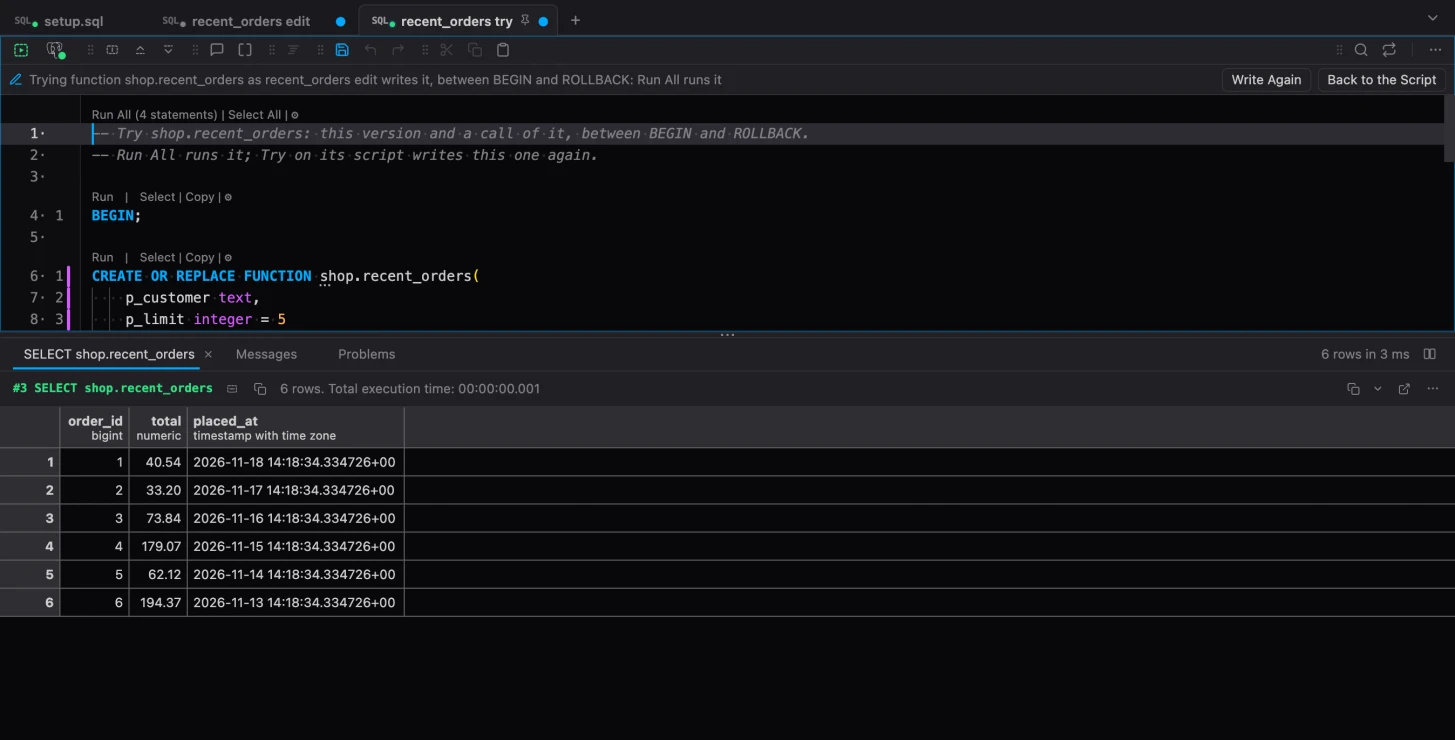 SQL setup.sql SQL recent_orders edit SQL recent_orders try +
Trying function shop.recent_orders as recent_orders edit writes it, between BEGIN and ROLLBACK: Run All runs it Write Again Back to the Script
Run All (4 statements) | Select All |
1 -- Try shop.recent_orders: this version and a call of it, between BEGIN and ROLLBACK.
2 -- Run All runs it; Try on its script writes this one again.
3
Run | Select | Copy |
4 1 BEGIN;
5
Run | Select | Copy |
6 1 CREATE OR REPLACE FUNCTION shop.recent_orders(
7 2 p_customer text,
8 3 p_limit integer = 5
SELECT shop.recent_orders × Messages Problems 6 rows in 3 ms
#3 SELECT shop.recent_orders 6 rows. Total execution time: 00:00:00.001
order_id total placed_at
bigint numeric timestamp with time zone
1 1 40.54 2026-11-18 14:18:34.334726+00
2 2 33.20 2026-11-17 14:18:34.334726+00
3 3 73.84 2026-11-16 14:18:34.334726+00
4 4 179.07 2026-11-15 14:18:34.334726+00
5 5 62.12 2026-11-14 14:18:34.334726+00
6 6 194.37 2026-11-13 14:18:34.334726+00